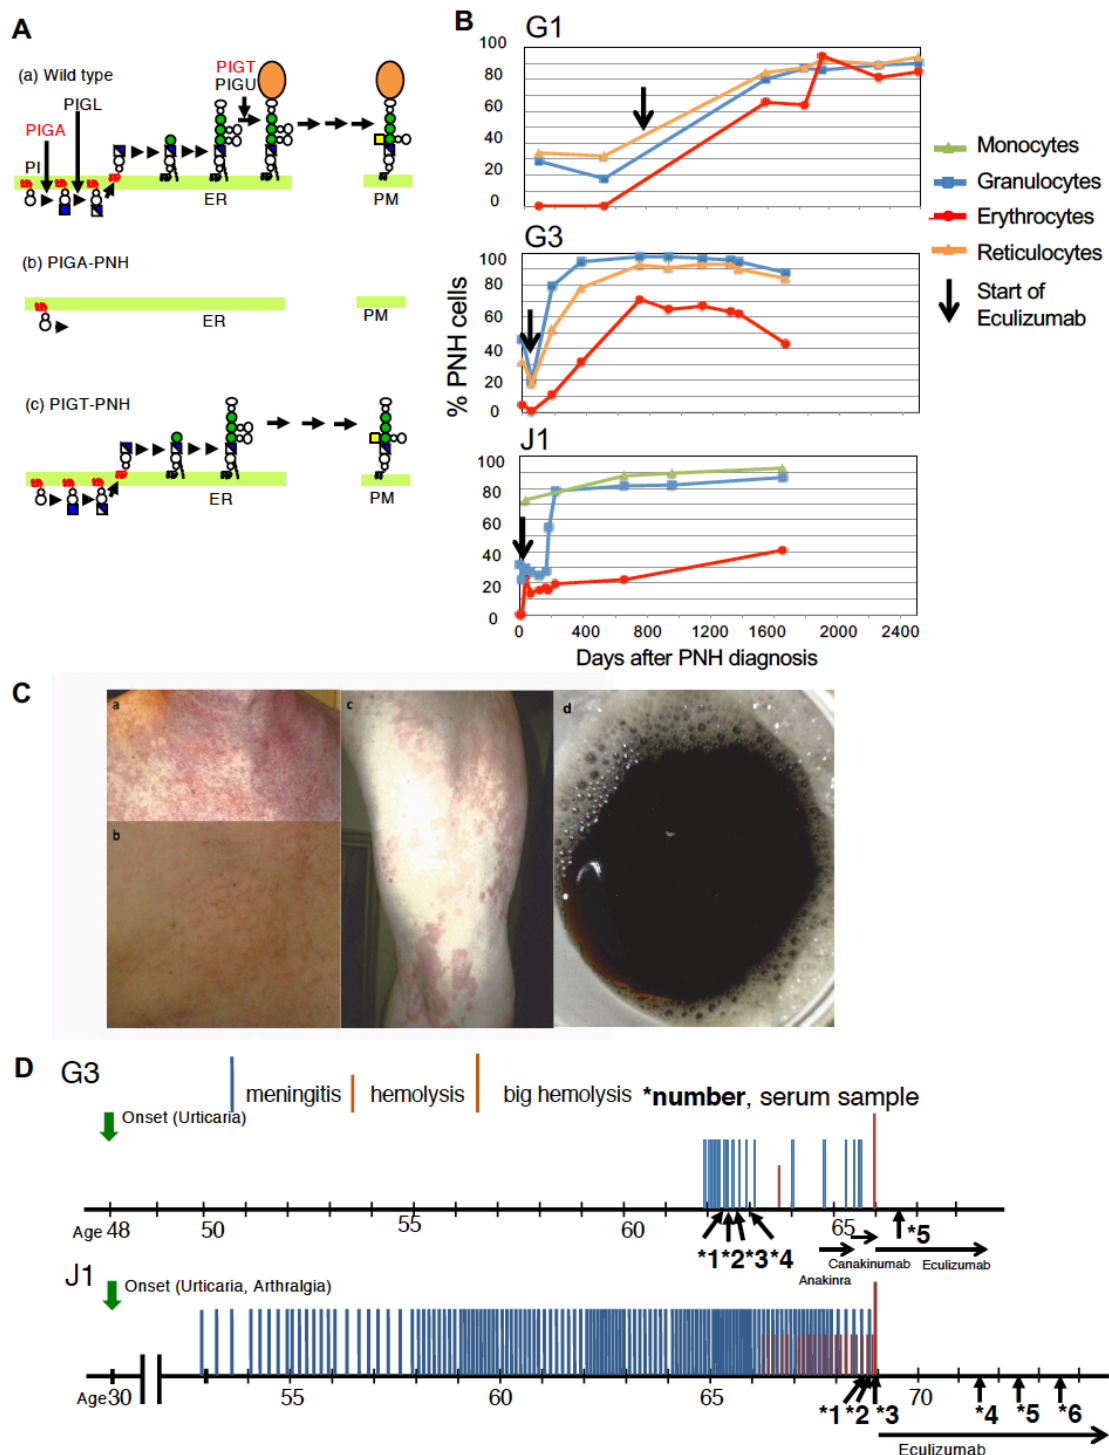 A
(a) Wild type
PIGT
PIGU
PIGL
PIGA
PI
ER
PM
(b) PIGA-PNH
ER
PM
(c) PIGT-PNH
ER
PM
B
G1
100
80
60
40
20
0
G3
100
80
60
40
20
0
J1
100
80
60
40
20
0
% PNH cells
0 400 800 1200 1600 2000 2400
Days after PNH diagnosis
Monocytes
Granulocytes
Erythrocytes
Reticulocytes
Start of
Eculizumab
C
a
b
c
d
D
G3
meningitis hemolysis big hemolysis *number, serum sample
Onset (Urticaria)
Age 48 50 55 60 65
*1 *2 *3 *4 *5
Canakinumab Eculizumab
Anakinra
J1
Onset (Urticaria, Arthralgia)
Age 30 55 60 65 70
*1 *2 *3 *4 *5 *6
Eculizumab